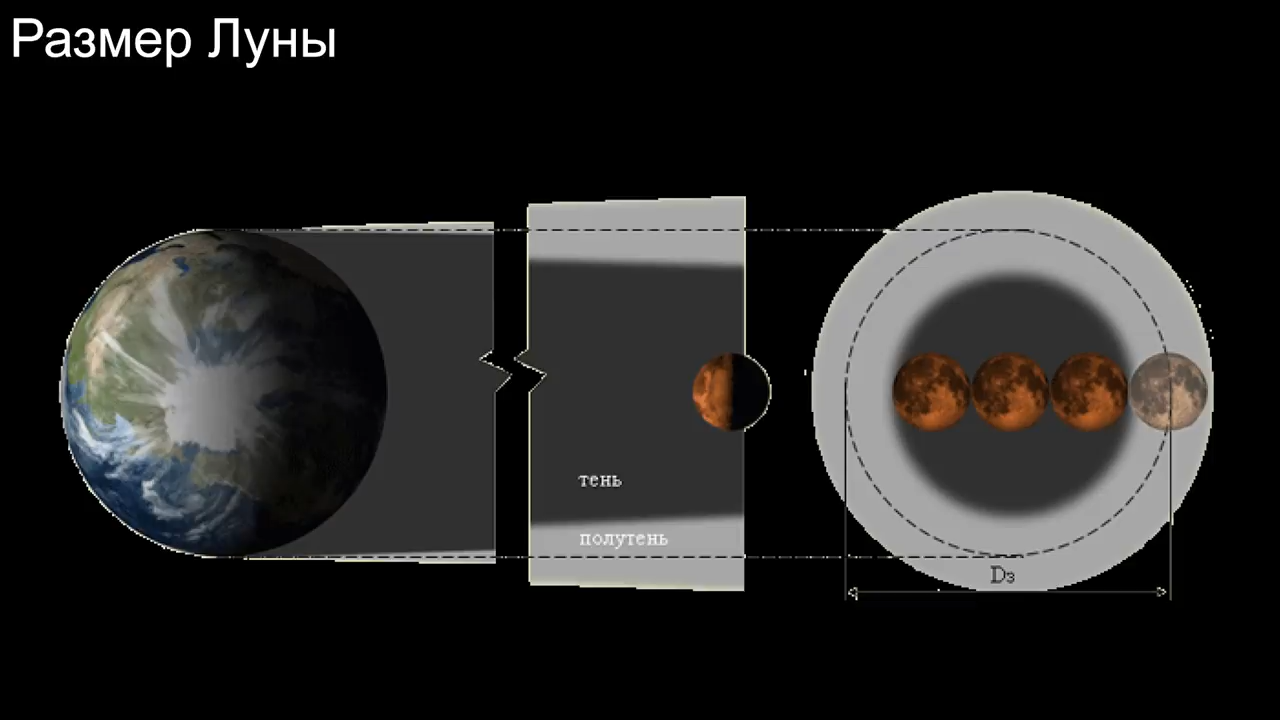 Размер Луны
тень
полутень
Dз